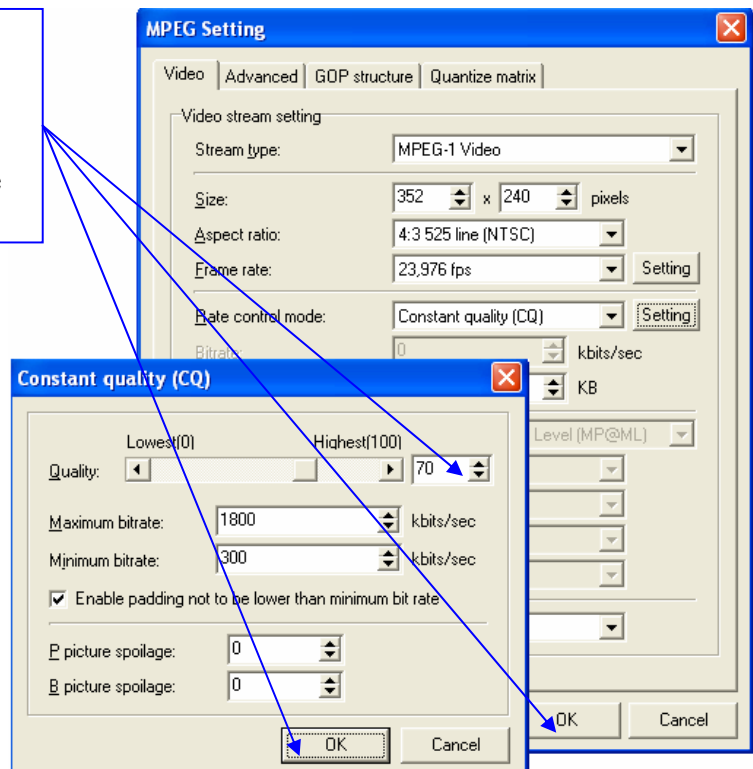 MPEG Setting
Video Advanced GOP structure Quantize matrix
Video stream setting
Stream type: MPEG-1 Video
Size: 352 x 240 pixels
Aspect ratio: 4:3 525 line (NTSC)
Frame rate: 23,976 fps Setting
Rate control mode: Constant quality (CQ) Setting
Bitrate: 0 kbits/sec
KB
Level (MP@ML)
OK Cancel
Constant quality (CQ)
Lowest(0) Highest(100)
Quality: 70
Maximum bitrate: 1800 kbits/sec
Minimum bitrate: 300 kbits/sec
Enable padding not to be lower than minimum bit rate
P picture spoilage: 0
B picture spoilage: 0
OK Cancel